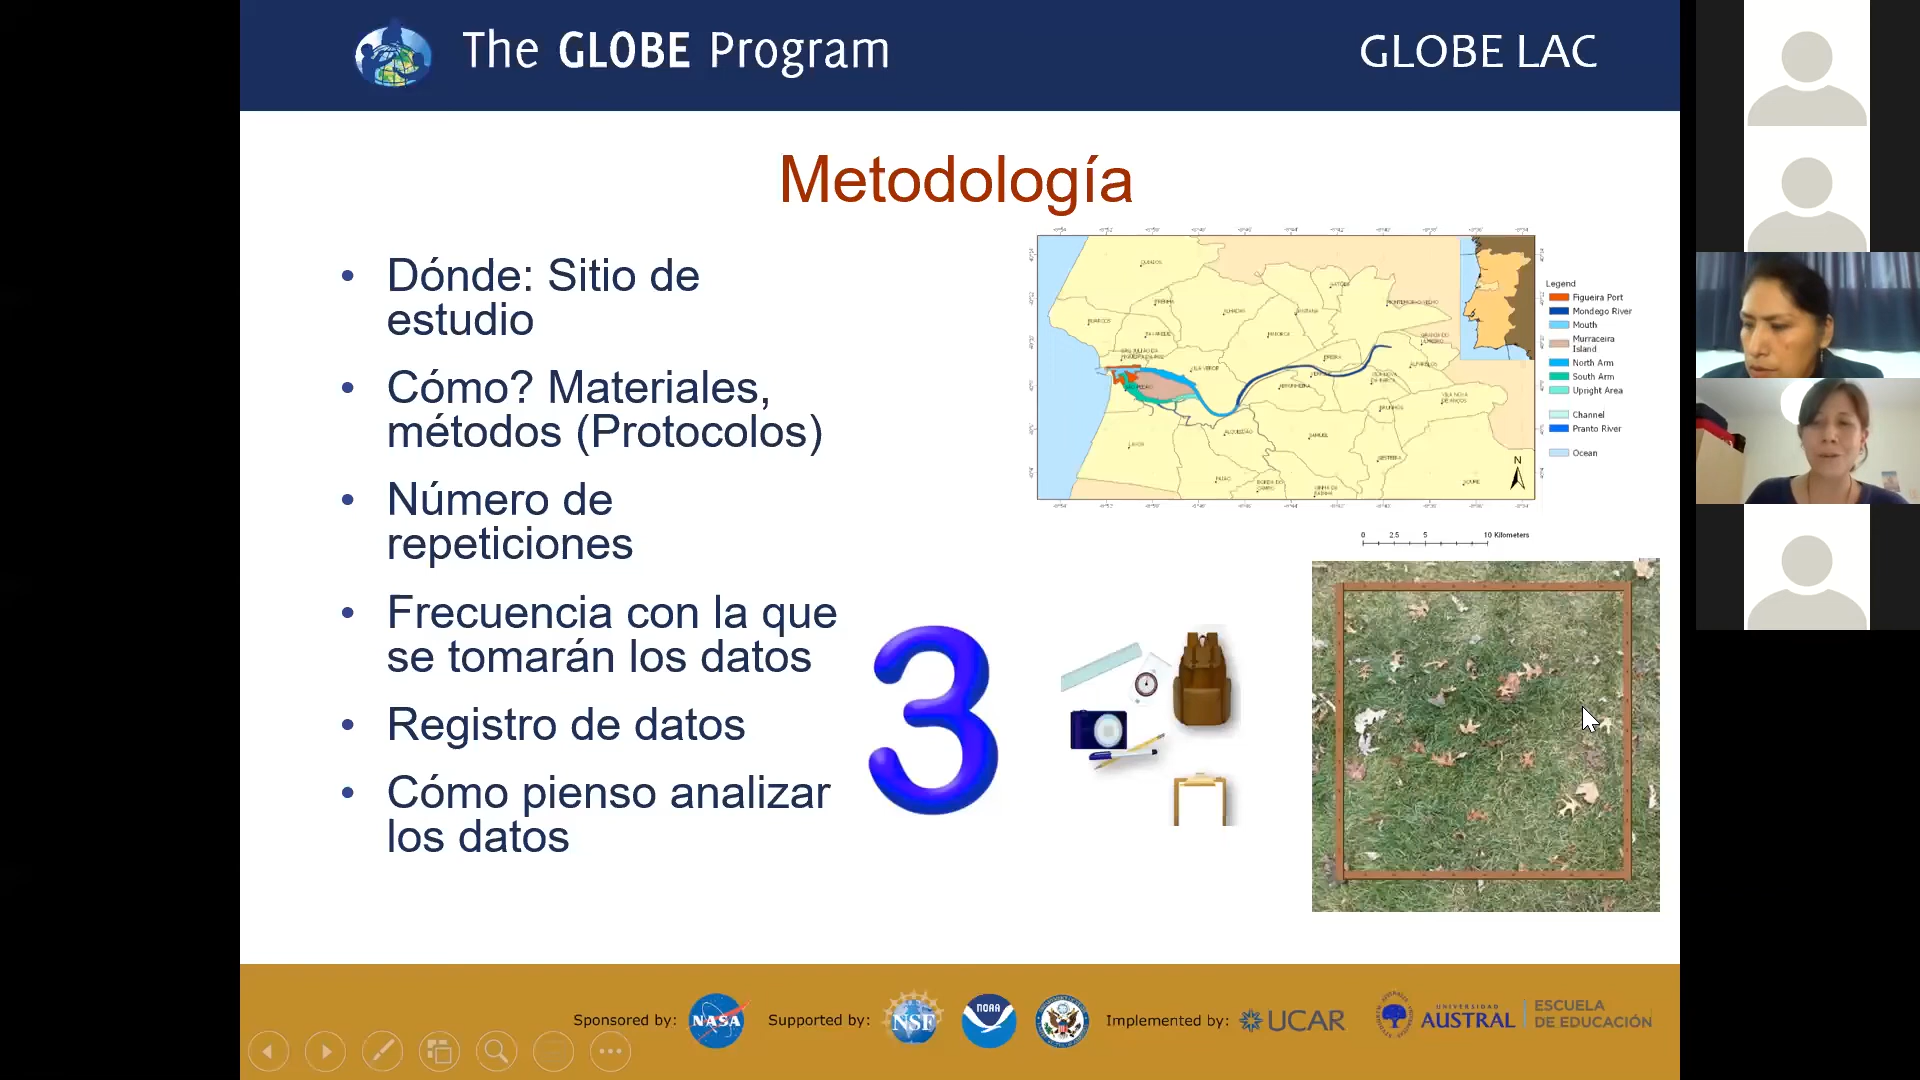 The GLOBE Program
GLOBE LAC
Metodología
• Dónde: Sitio de
estudio
• Cómo? Materiales,
métodos (Protocolos)
• Número de
repeticiones
• Frecuencia con la que
se tomarán los datos
• Registro de datos
• Cómo pienso analizar
los datos
3
Legend
Figueira Port
Mondego River
Mouth
Murraceira
Island
North Arm
South Arm
Upright Area
Channel
Pranto River
Ocean
N
0 2.5 5 10 Kilometers
Sponsored by:
NASA
Supported by:
NSF
NOAA
Implemented by:
UCAR
UNIVERSIDAD
AUSTRAL
ESCUELA
DE EDUCACIÓN